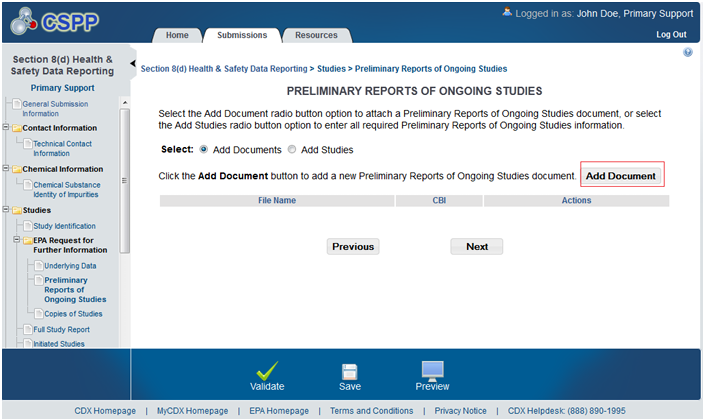 CSPP
Logged in as: John Doe, Primary Support
Home
Submissions
Resources
Log Out
Section 8(d) Health &
Safety Data Reporting
Primary Support
General Submission
Information
Contact Information
Technical Contact
Information
Chemical Information
Chemical Substance
Identity of Impurities
Studies
Study Identification
EPA Request for
Further Information
Underlying Data
Preliminary
Reports of
Ongoing Studies
Copies of Studies
Full Study Report
Initiated Studies
Section 8(d) Health & Safety Data Reporting > Studies > Preliminary Reports of Ongoing Studies
PRELIMINARY REPORTS OF ONGOING STUDIES
Select the Add Document radio button option to attach a Preliminary Reports of Ongoing Studies document, or select
the Add Studies radio button option to enter all required Preliminary Reports of Ongoing Studies information.
Select: Add Documents Add Studies
Click the Add Document button to add a new Preliminary Reports of Ongoing Studies document. Add Document
File Name CBI Actions
Previous Next
Validate Save Preview
CDX Homepage | MyCDX Homepage | EPA Homepage | Terms and Conditions | Privacy Notice | CDX Helpdesk: (888) 890-1995